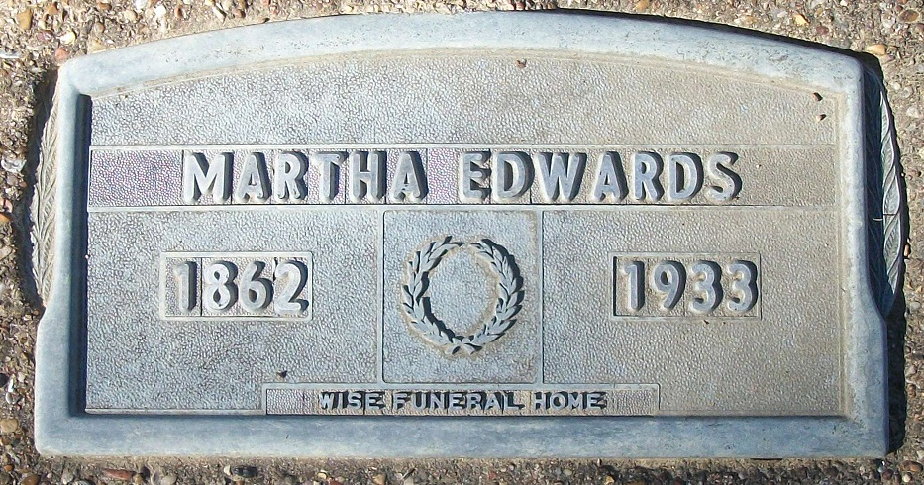 MARTHA EDWARDS
1862 1933
WISE FUNERAL HOME